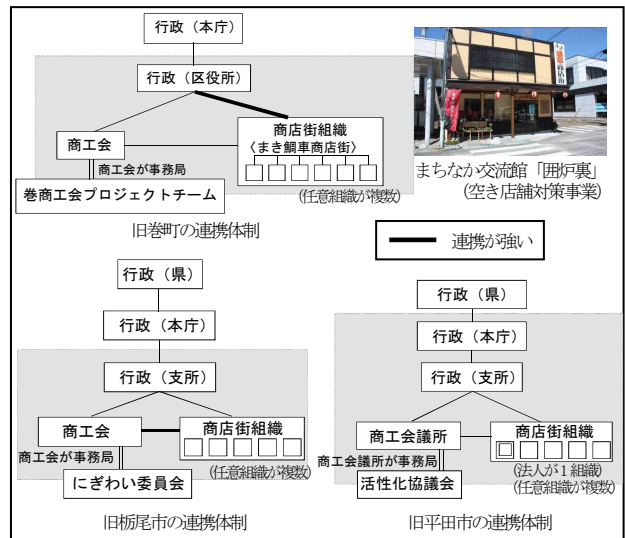 行政（本庁）
行政（区役所）
商工会
商店街組織
〈まき鯛車商店街〉
商工会が事務局
巻商工会プロジェクトチーム
(任意組織が複数)
旧巻町の連携体制
まちなか交流館「囲炉裏」
(空き店舗対策事業)
連携が強い
行政（県）
行政（本庁）
行政（支所）
商工会
商店街組織
商工会が事務局
(任意組織が複数)
にぎわい委員会
旧栃尾市の連携体制
行政（県）
行政（本庁）
行政（支所）
商工会議所
商店街組織
商工会議所が事務局
(法人が1組織)
(任意組織が複数)
活性化協議会
旧平田市の連携体制